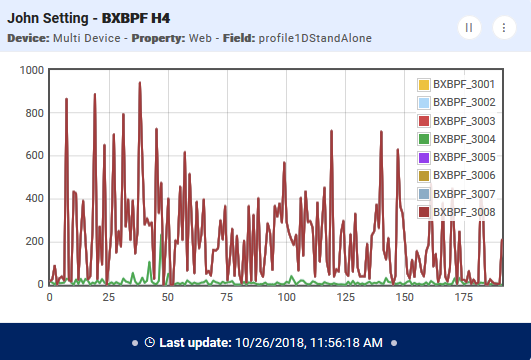 John Setting - BXBPF H4
Device: Multi Device - Property: Web - Field: profile1DStandAlone
1000
800
600
400
200
0
0 25 50 75 100 125 150 175
BXBPF_3001
BXBPF_3002
BXBPF_3003
BXBPF_3004
BXBPF_3005
BXBPF_3006
BXBPF_3007
BXBPF_3008
Last update: 10/26/2018, 11:56:18 AM